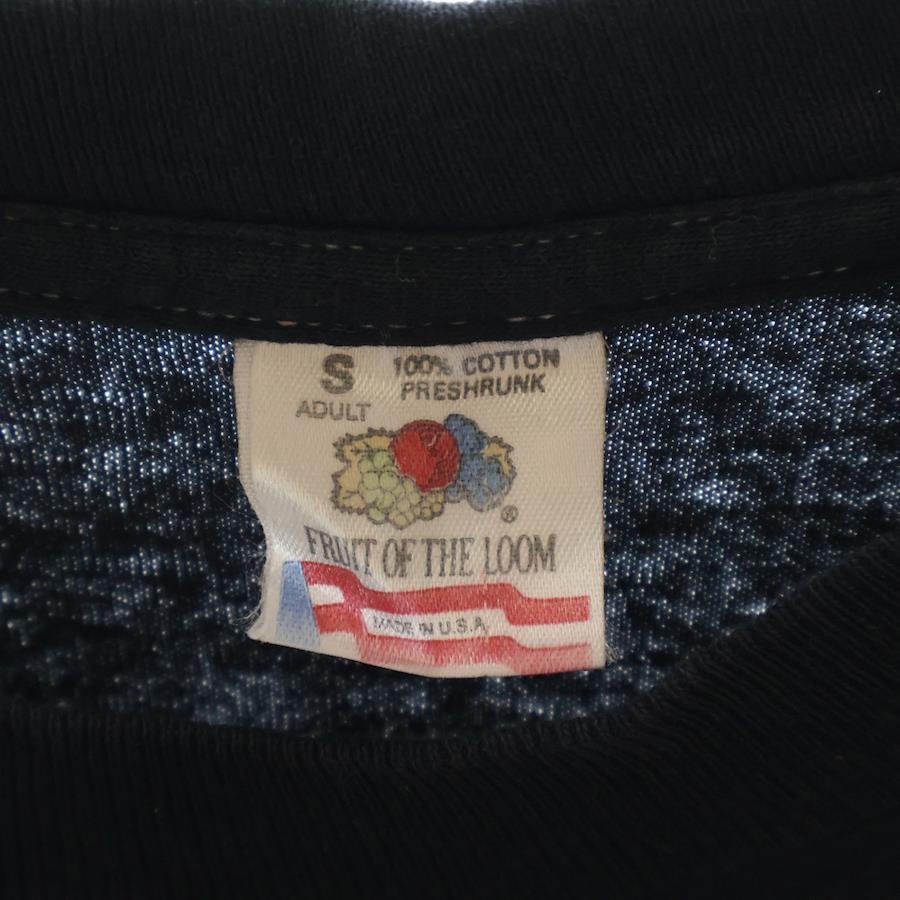 S
ADULT
100% COTTON
PRESHRUNK
®
FRUIT OF THE LOOM
MADE IN U.S.A.